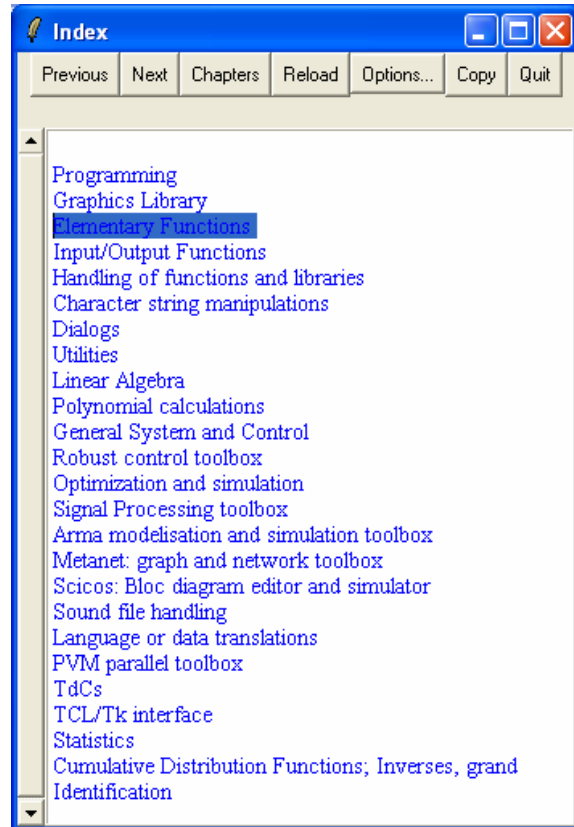 Index
Previous Next Chapters Reload Options... Copy Quit
Programming
Graphics Library
Elementary Functions
Input/Output Functions
Handling of functions and libraries
Character string manipulations
Dialogs
Utilities
Linear Algebra
Polynomial calculations
General System and Control
Robust control toolbox
Optimization and simulation
Signal Processing toolbox
Arma modelisation and simulation toolbox
Metanet: graph and network toolbox
Scicos: Bloc diagram editor and simulator
Sound file handling
Language or data translations
PVM parallel toolbox
TdCs
TCL/Tk interface
Statistics
Cumulative Distribution Functions; Inverses, grand
Identification